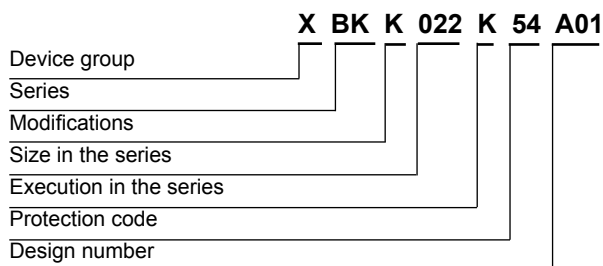 X BK K 022 K 54 A01
Device group
Series
Modifications
Size in the series
Execution in the series
Protection code
Design number